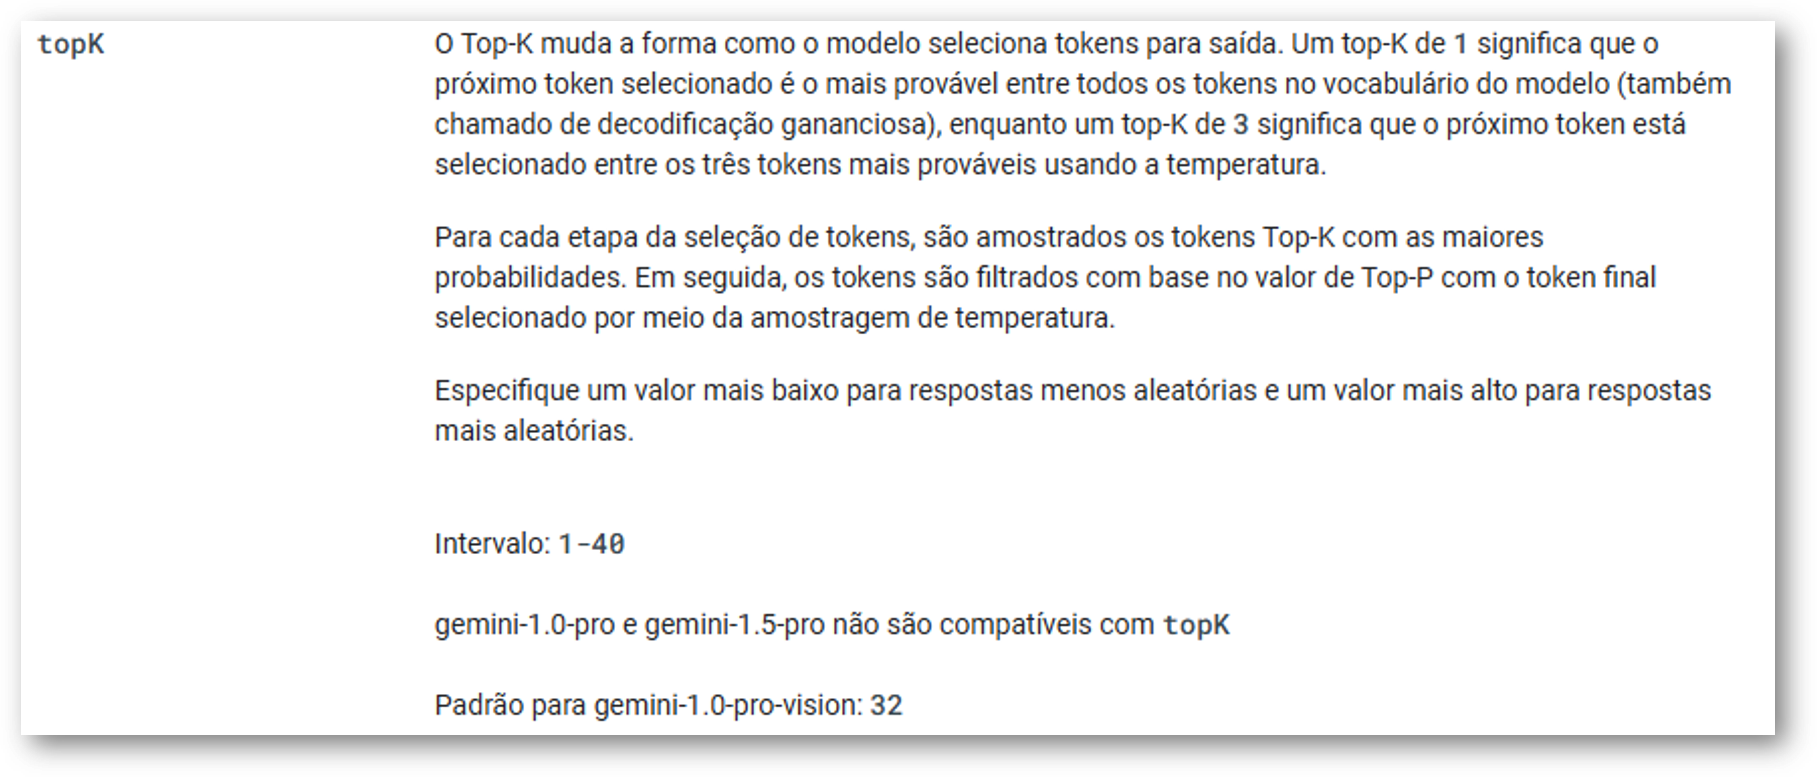 topK
O Top-K muda a forma como o modelo seleciona tokens para saída. Um top-K de 1 significa que o
próximo token selecionado é o mais provável entre todos os tokens no vocabulário do modelo (também
chamado de decodificação gananciosa), enquanto um top-K de 3 significa que o próximo token está
selecionado entre os três tokens mais prováveis usando a temperatura.
Para cada etapa da seleção de tokens, são amostrados os tokens Top-K com as maiores
probabilidades. Em seguida, os tokens são filtrados com base no valor de Top-P com o token final
selecionado por meio da amostragem de temperatura.
Especifique um valor mais baixo para respostas menos aleatórias e um valor mais alto para respostas
mais aleatórias.
Intervalo: 1-40
gemini-1.0-pro e gemini-1.5-pro não são compatíveis com topK
Padrão para gemini-1.0-pro-vision: 32